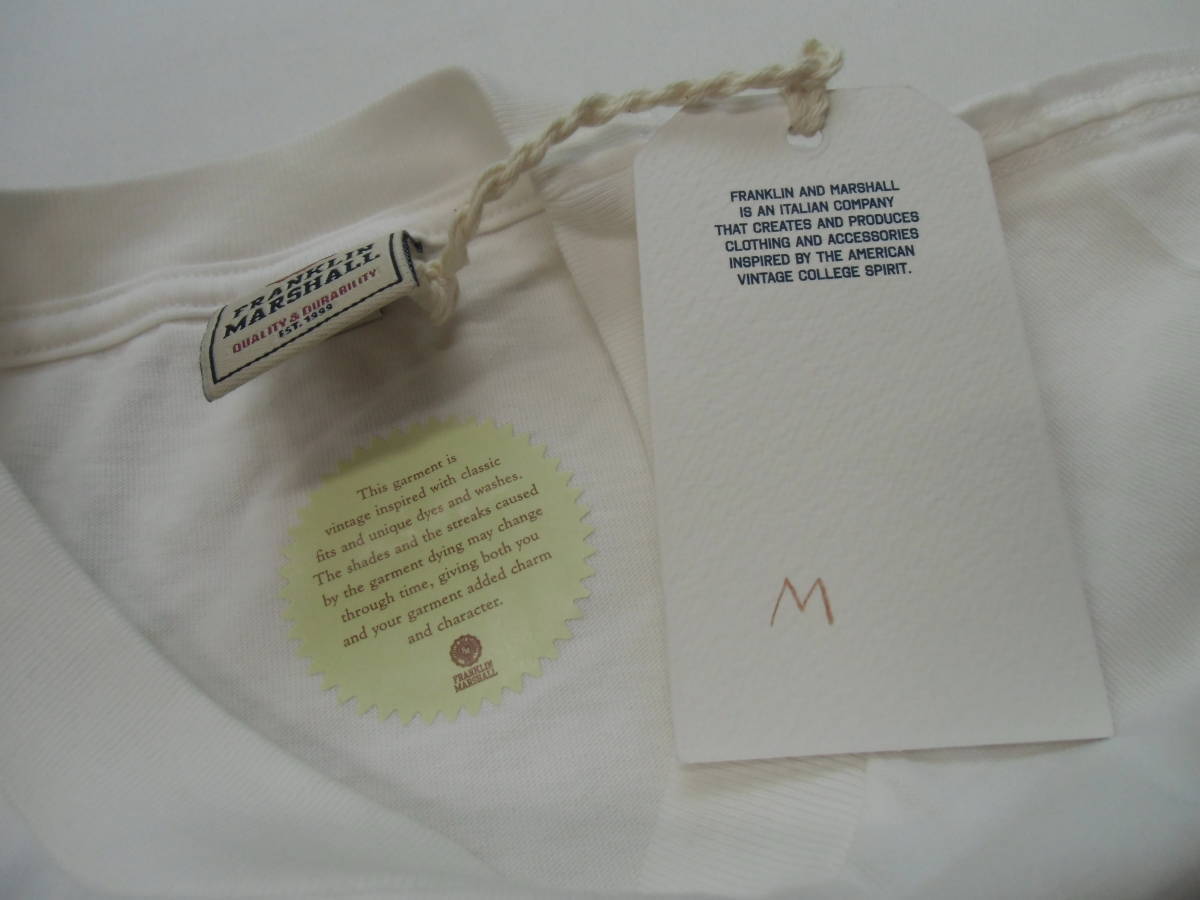 FRANKLIN
MARSHALL
QUALITY & DURABILITY
EST. 1999
This garment is
vintage inspired with classic
fits and unique dyes and washes.
The shades and the streaks caused
by the garment dying may change
through time, giving both you
and your garment added charm
and character.
FRANKLIN
MARSHALL
FRANKLIN AND MARSHALL
IS AN ITALIAN COMPANY
THAT CREATES AND PRODUCES
CLOTHING AND ACCESSORIES
INSPIRED BY THE AMERICAN
VINTAGE COLLEGE SPIRIT.
M